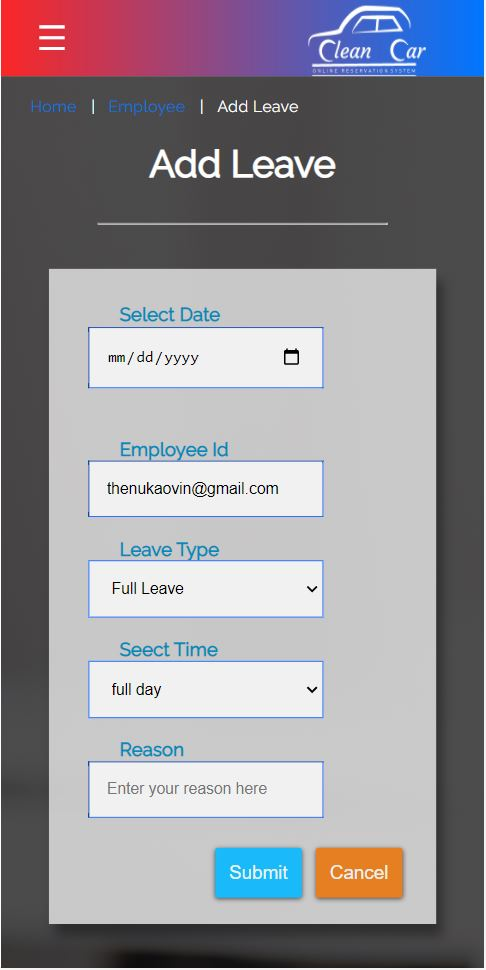 Clean Car
ONLINE RESERVATION SYSTEM
Home | Employee | Add Leave
Add Leave
Select Date
mm/dd/yyyy
Employee Id
thenukaovin@gmail.com
Leave Type
Full Leave
Seect Time
full day
Reason
Enter your reason here
Submit Cancel